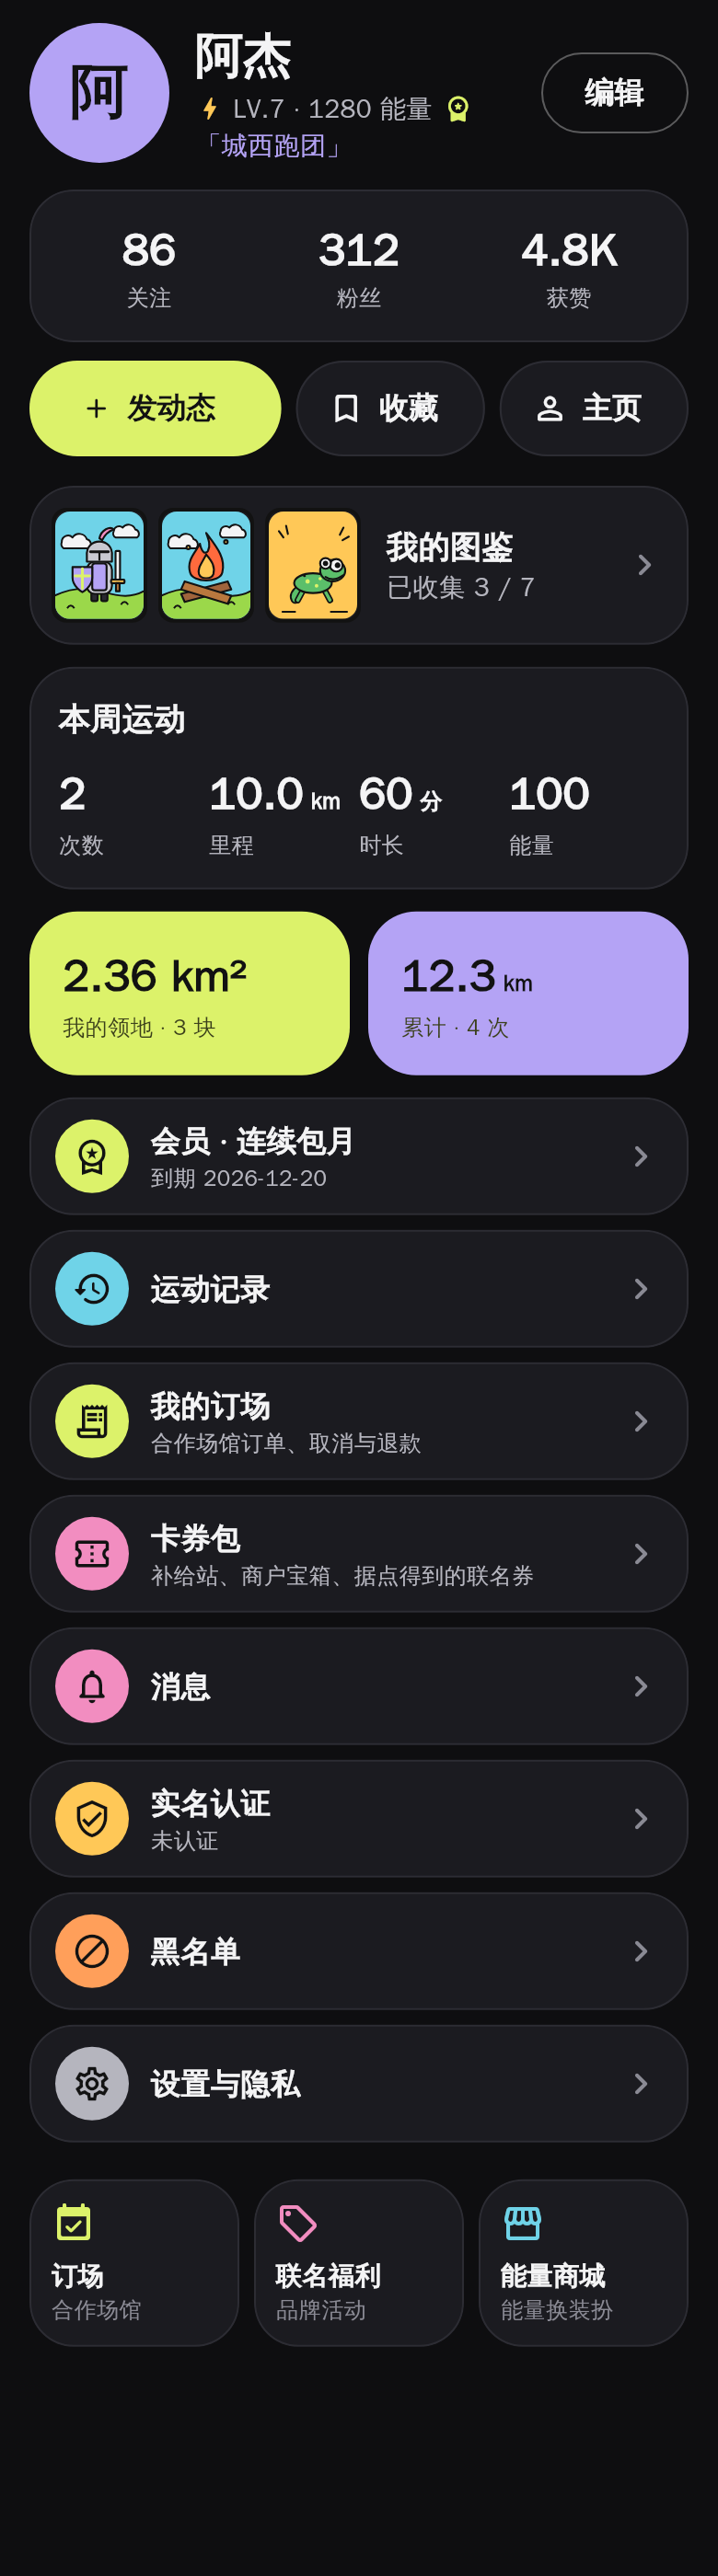 阿
阿杰
LV.7 · 1280 能量
「城西跑团」
编辑
86
关注
312
粉丝
4.8K
获赞
发动态
收藏
主页
我的图鉴
已收集 3 / 7
本周运动
2
次数
10.0 km
里程
60 分
时长
100
能量
2.36 km²
我的领地 · 3 块
12.3 km
累计 · 4 次
会员 · 连续包月
到期 2026-12-20
运动记录
我的订场
合作场馆订单、取消与退款
卡券包
补给站、商户宝箱、据点得到的联名券
消息
实名认证
未认证
黑名单
设置与隐私
订场
合作场馆
联名福利
品牌活动
能量商城
能量换装扮